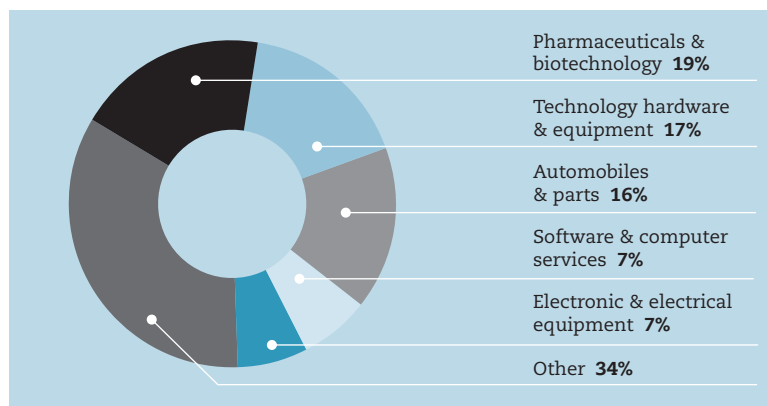 Pharmaceuticals &
biotechnology 19%
Technology hardware
& equipment 17%
Automobiles
& parts 16%
Software & computer
services 7%
Electronic & electrical
equipment 7%
Other 34%